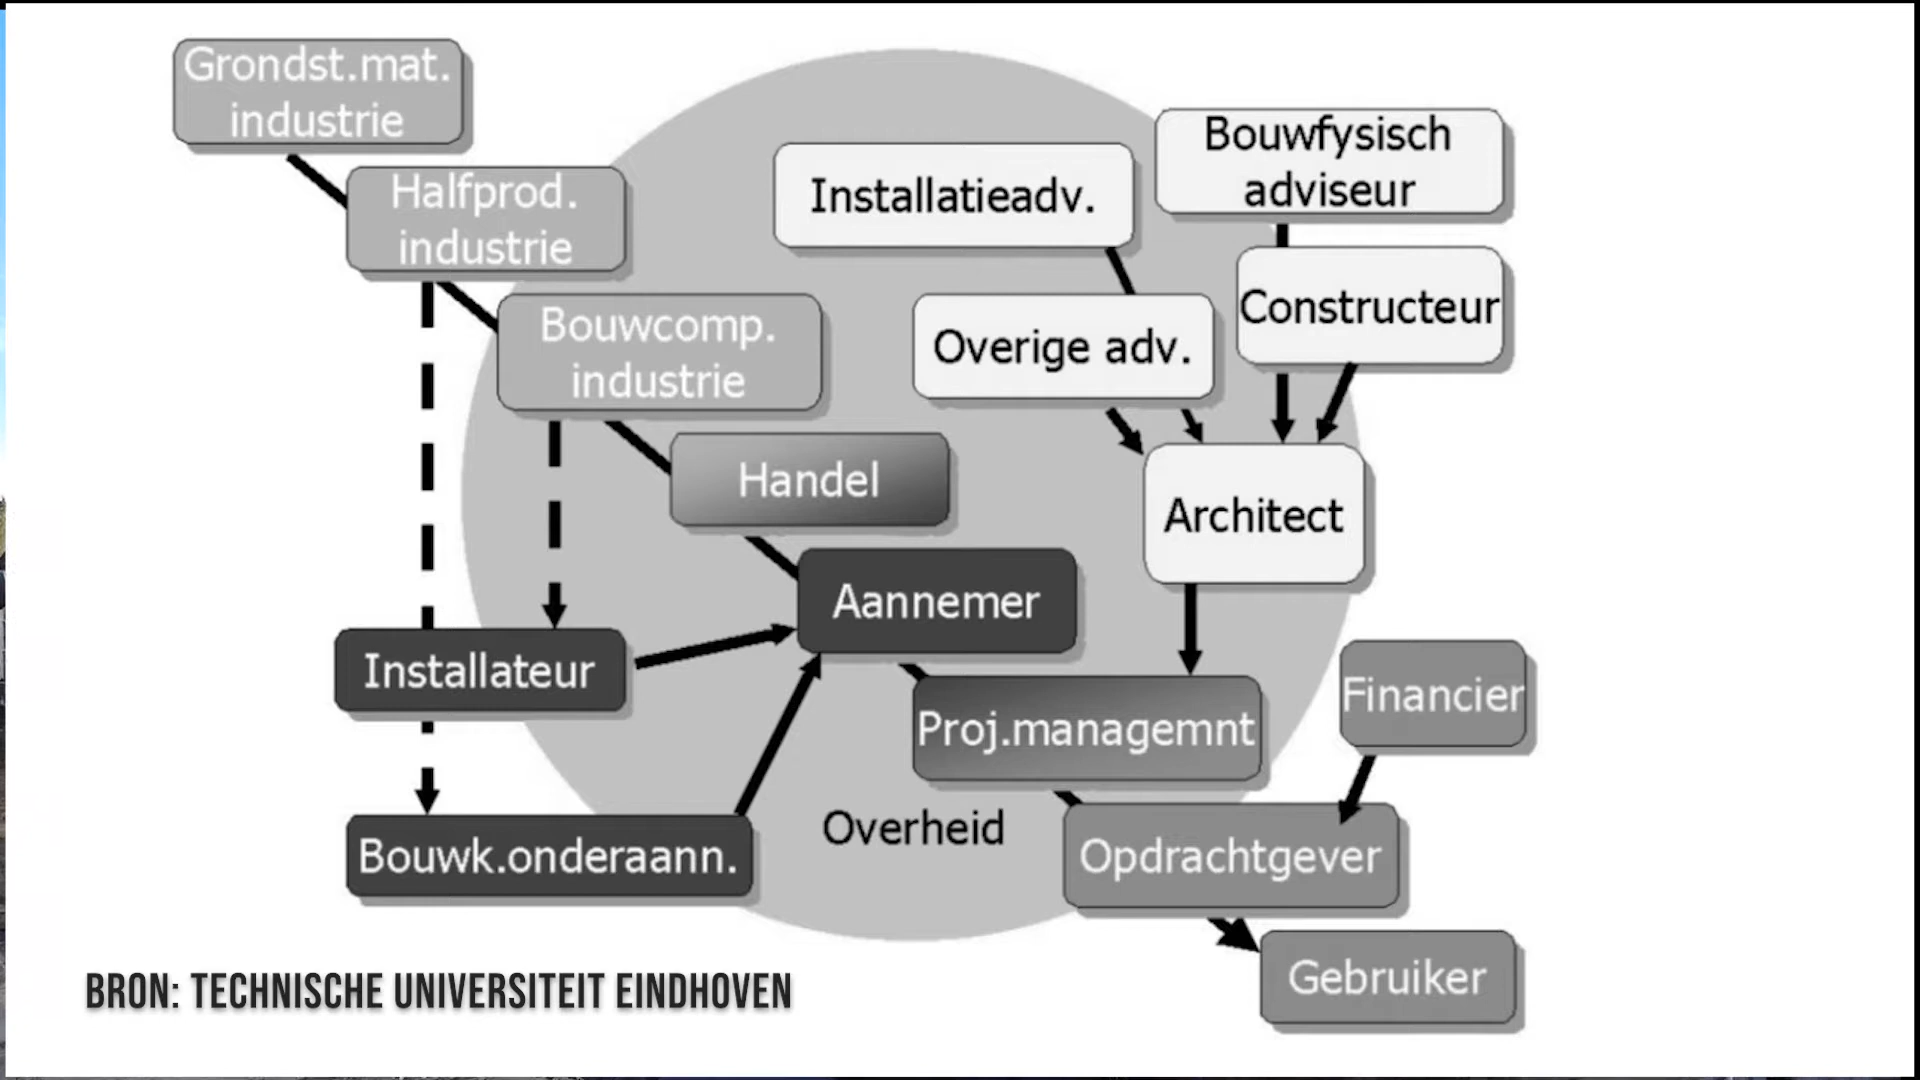 Grondst.mat.
industrie
Halfprod.
industrie
Bouwcomp.
industrie
Handel
Aannemer
Installateur
Bouwk.onderaann.
Installatieadv.
Bouwfysisch
adviseur
Overige adv.
Constructeur
Architect
Proj.managemnt
Financier
Overheid
Opdrachtgever
Gebruiker
BRON: TECHNISCHE UNIVERSITEIT EINDHOVEN